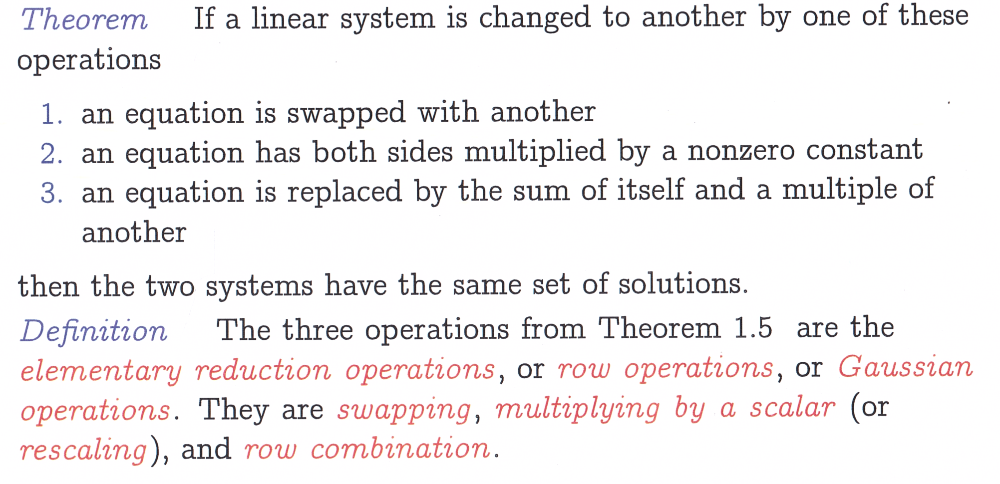 Theorem If a linear system is changed to another by one of these
operations
1. an equation is swapped with another
2. an equation has both sides multiplied by a nonzero constant
3. an equation is replaced by the sum of itself and a multiple of
another
then the two systems have the same set of solutions.
Definition The three operations from Theorem 1.5 are the
elementary reduction operations, or row operations, or Gaussian
operations. They are swapping, multiplying by a scalar (or
rescaling), and row combination.